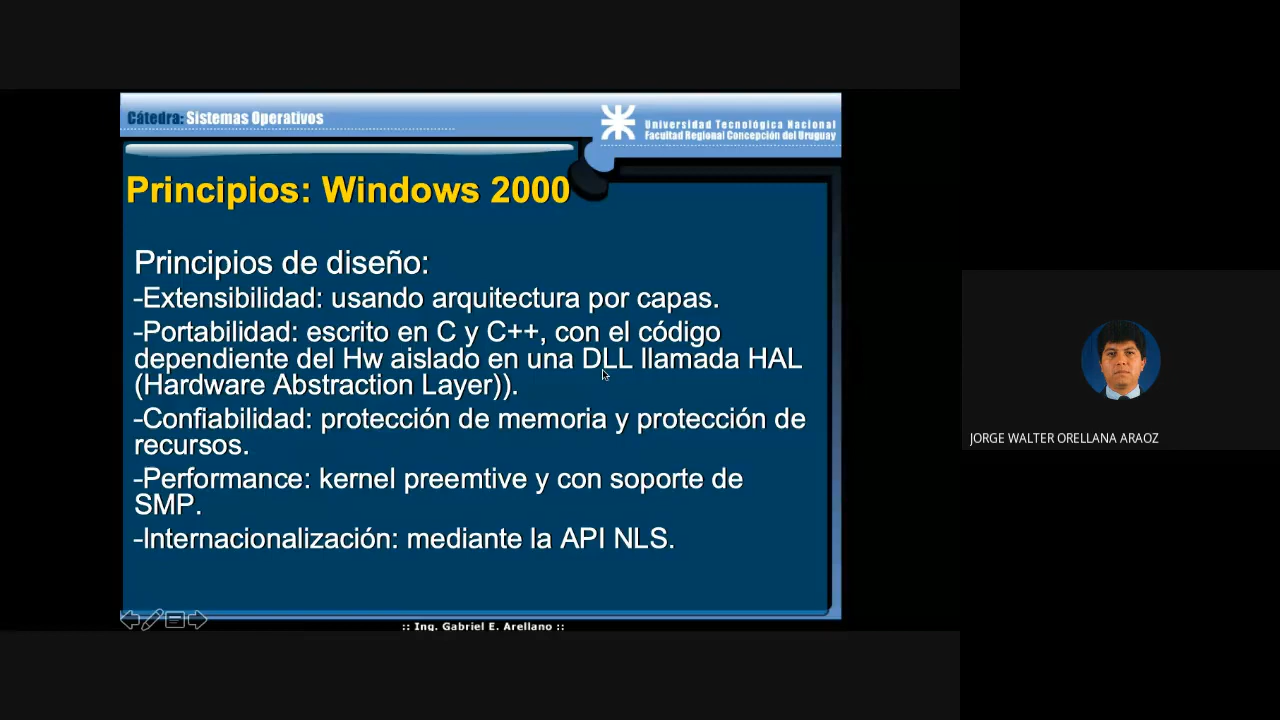 Cátedra: Sistemas Operativos
Universidad Tecnológica Nacional
Facultad Regional Concepción del Uruguay
Principios: Windows 2000
Principios de diseño:
-Extensibilidad: usando arquitectura por capas.
-Portabilidad: escrito en C y C++, con el código
dependiente del Hw aislado en una DLL llamada HAL
(Hardware Abstraction Layer)).
-Confiabilidad: protección de memoria y protección de
recursos.
-Performance: kernel preemtive y con soporte de
SMP.
-Internacionalización: mediante la API NLS.
:: Ing. Gabriel E. Arellano ::
JORGE WALTER ORELLANA ARAOZ